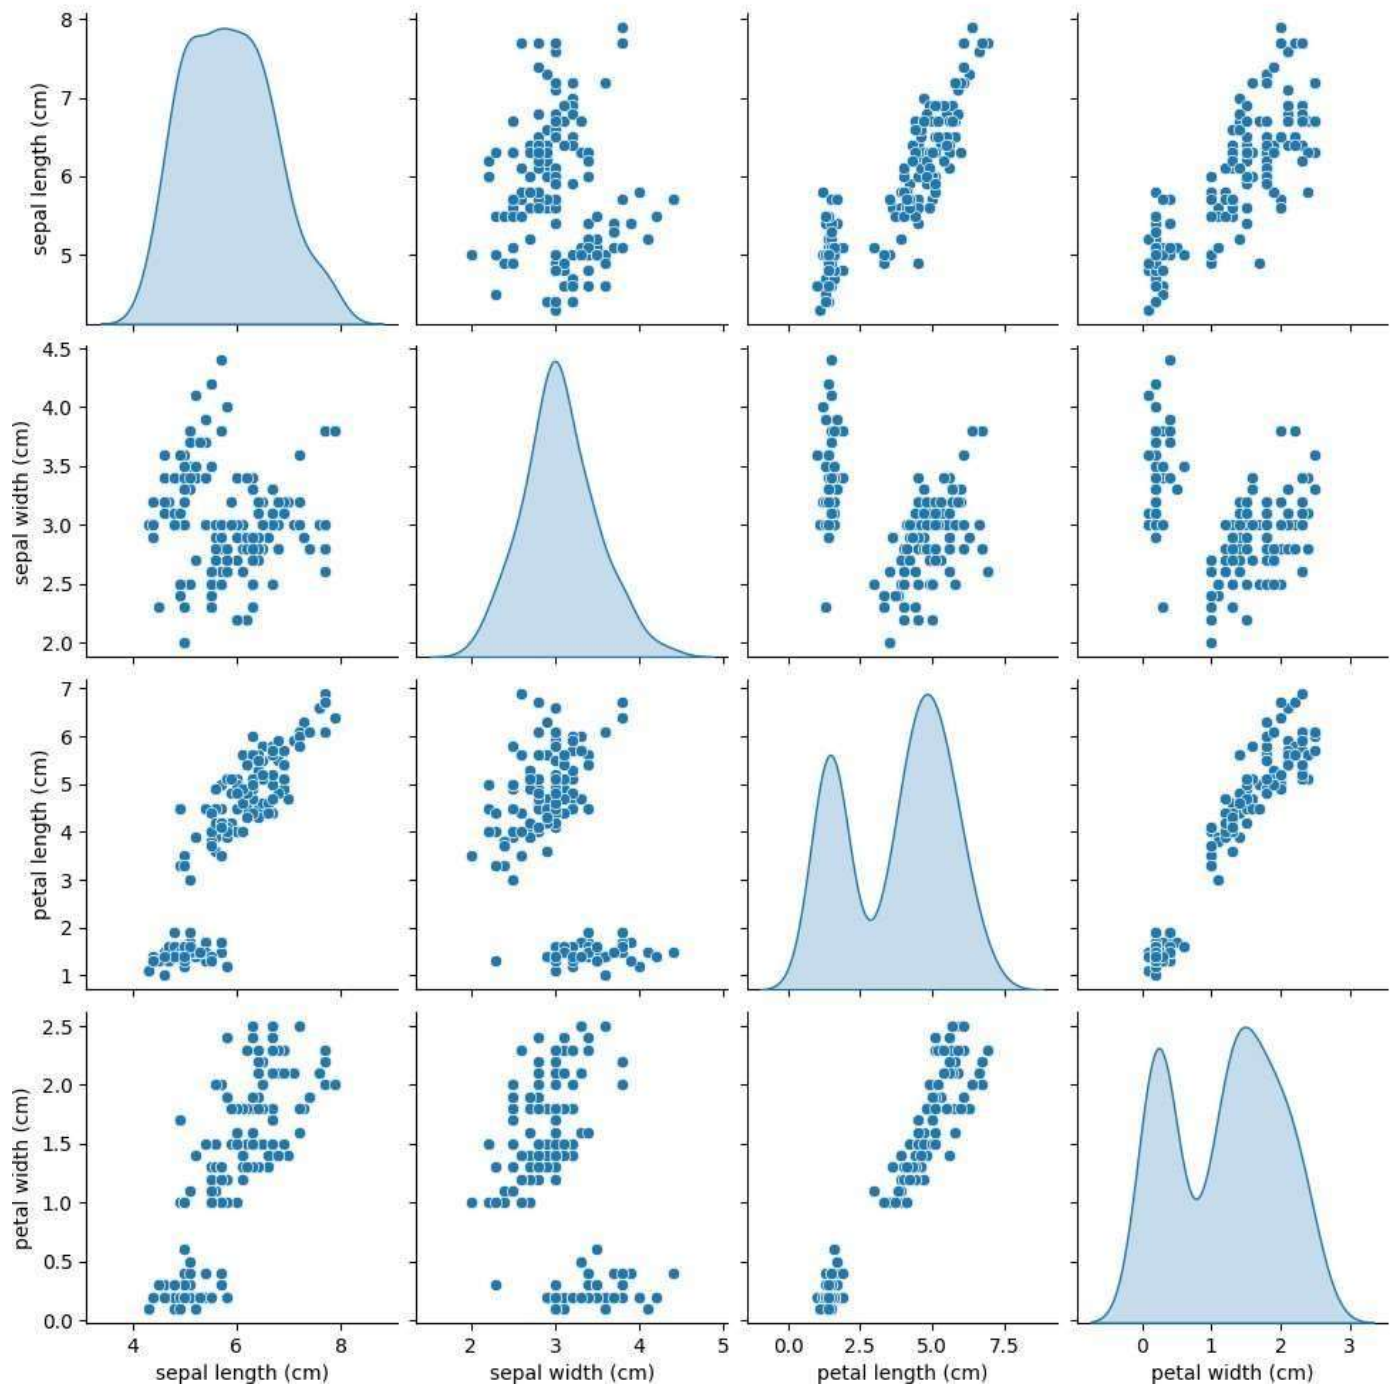 8
7
6
5
sepal length (cm)
4.5
4.0
3.5
3.0
2.5
2.0
sepal width (cm)
7
6
5
4
3
2
1
petal length (cm)
2.5
2.0
1.5
1.0
0.5
0.0
petal width (cm)
4 6 8
sepal length (cm)
2 3 4 5
sepal width (cm)
0.0 2.5 5.0 7.5
petal length (cm)
0 1 2 3
petal width (cm)